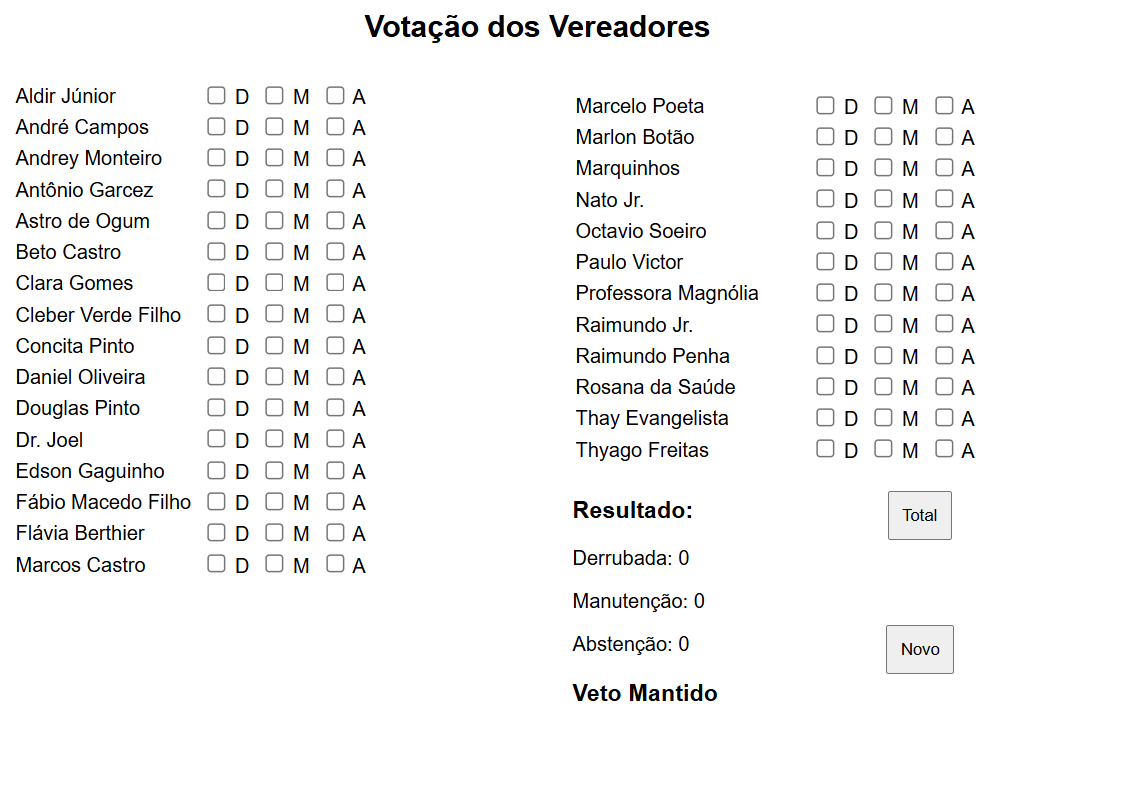 Votação dos Vereadores
Aldir Júnior D M A
André Campos D M A
Andrey Monteiro D M A
Antônio Garcez D M A
Astro de Ogum D M A
Beto Castro D M A
Clara Gomes D M A
Cleber Verde Filho D M A
Concita Pinto D M A
Daniel Oliveira D M A
Douglas Pinto D M A
Dr. Joel D M A
Edson Gaguinho D M A
Fábio Macedo Filho D M A
Flávia Berthier D M A
Marcos Castro D M A
Marcelo Poeta D M A
Marlon Botão D M A
Marquinhos D M A
Nato Jr. D M A
Octavio Soeiro D M A
Paulo Victor D M A
Professora Magnólia D M A
Raimundo Jr. D M A
Raimundo Penha D M A
Rosana da Saúde D M A
Thay Evangelista D M A
Thyago Freitas D M A
Resultado: Total
Derrubada: 0
Manutenção: 0
Abstenção: 0 Novo
Veto Mantido